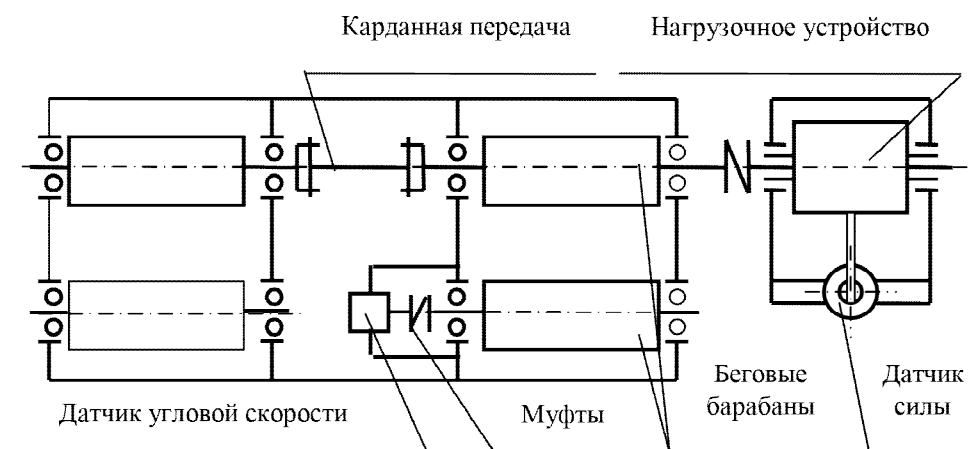 Карданная передача
Нагрузочное устройство
Беговые
барабаны
Датчик
силы
Датчик угловой скорости
Муфты